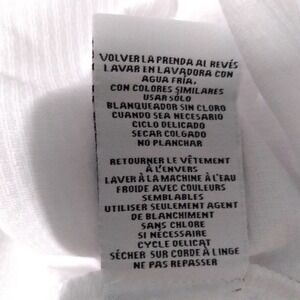 VOLVER LA PRENDA AL REVÉS
LAVAR EN LAVADORA CON
AGUA FRÍA,
CON COLORES SIMILARES
USAR SÓLO
BLANQUEADOR SIN CLORO
CUANDO SEA NECESARIO
CICLO DELICADO
SECAR COLGADO
NO PLANCHAR
RETOURNER LE VÊTEMENT
À L'ENVERS
LAVER À LA MACHINE À L'EAU
FROIDE AVEC COULEURS
SEMBLABLES
UTILISER SEULEMENT AGENT
DE BLANCHIMENT
SANS CHLORE
SI NÉCESSAIRE
CYCLE DELICAT
SÉCHER SUR CORDE À LINGE
NE PAS REPASSER